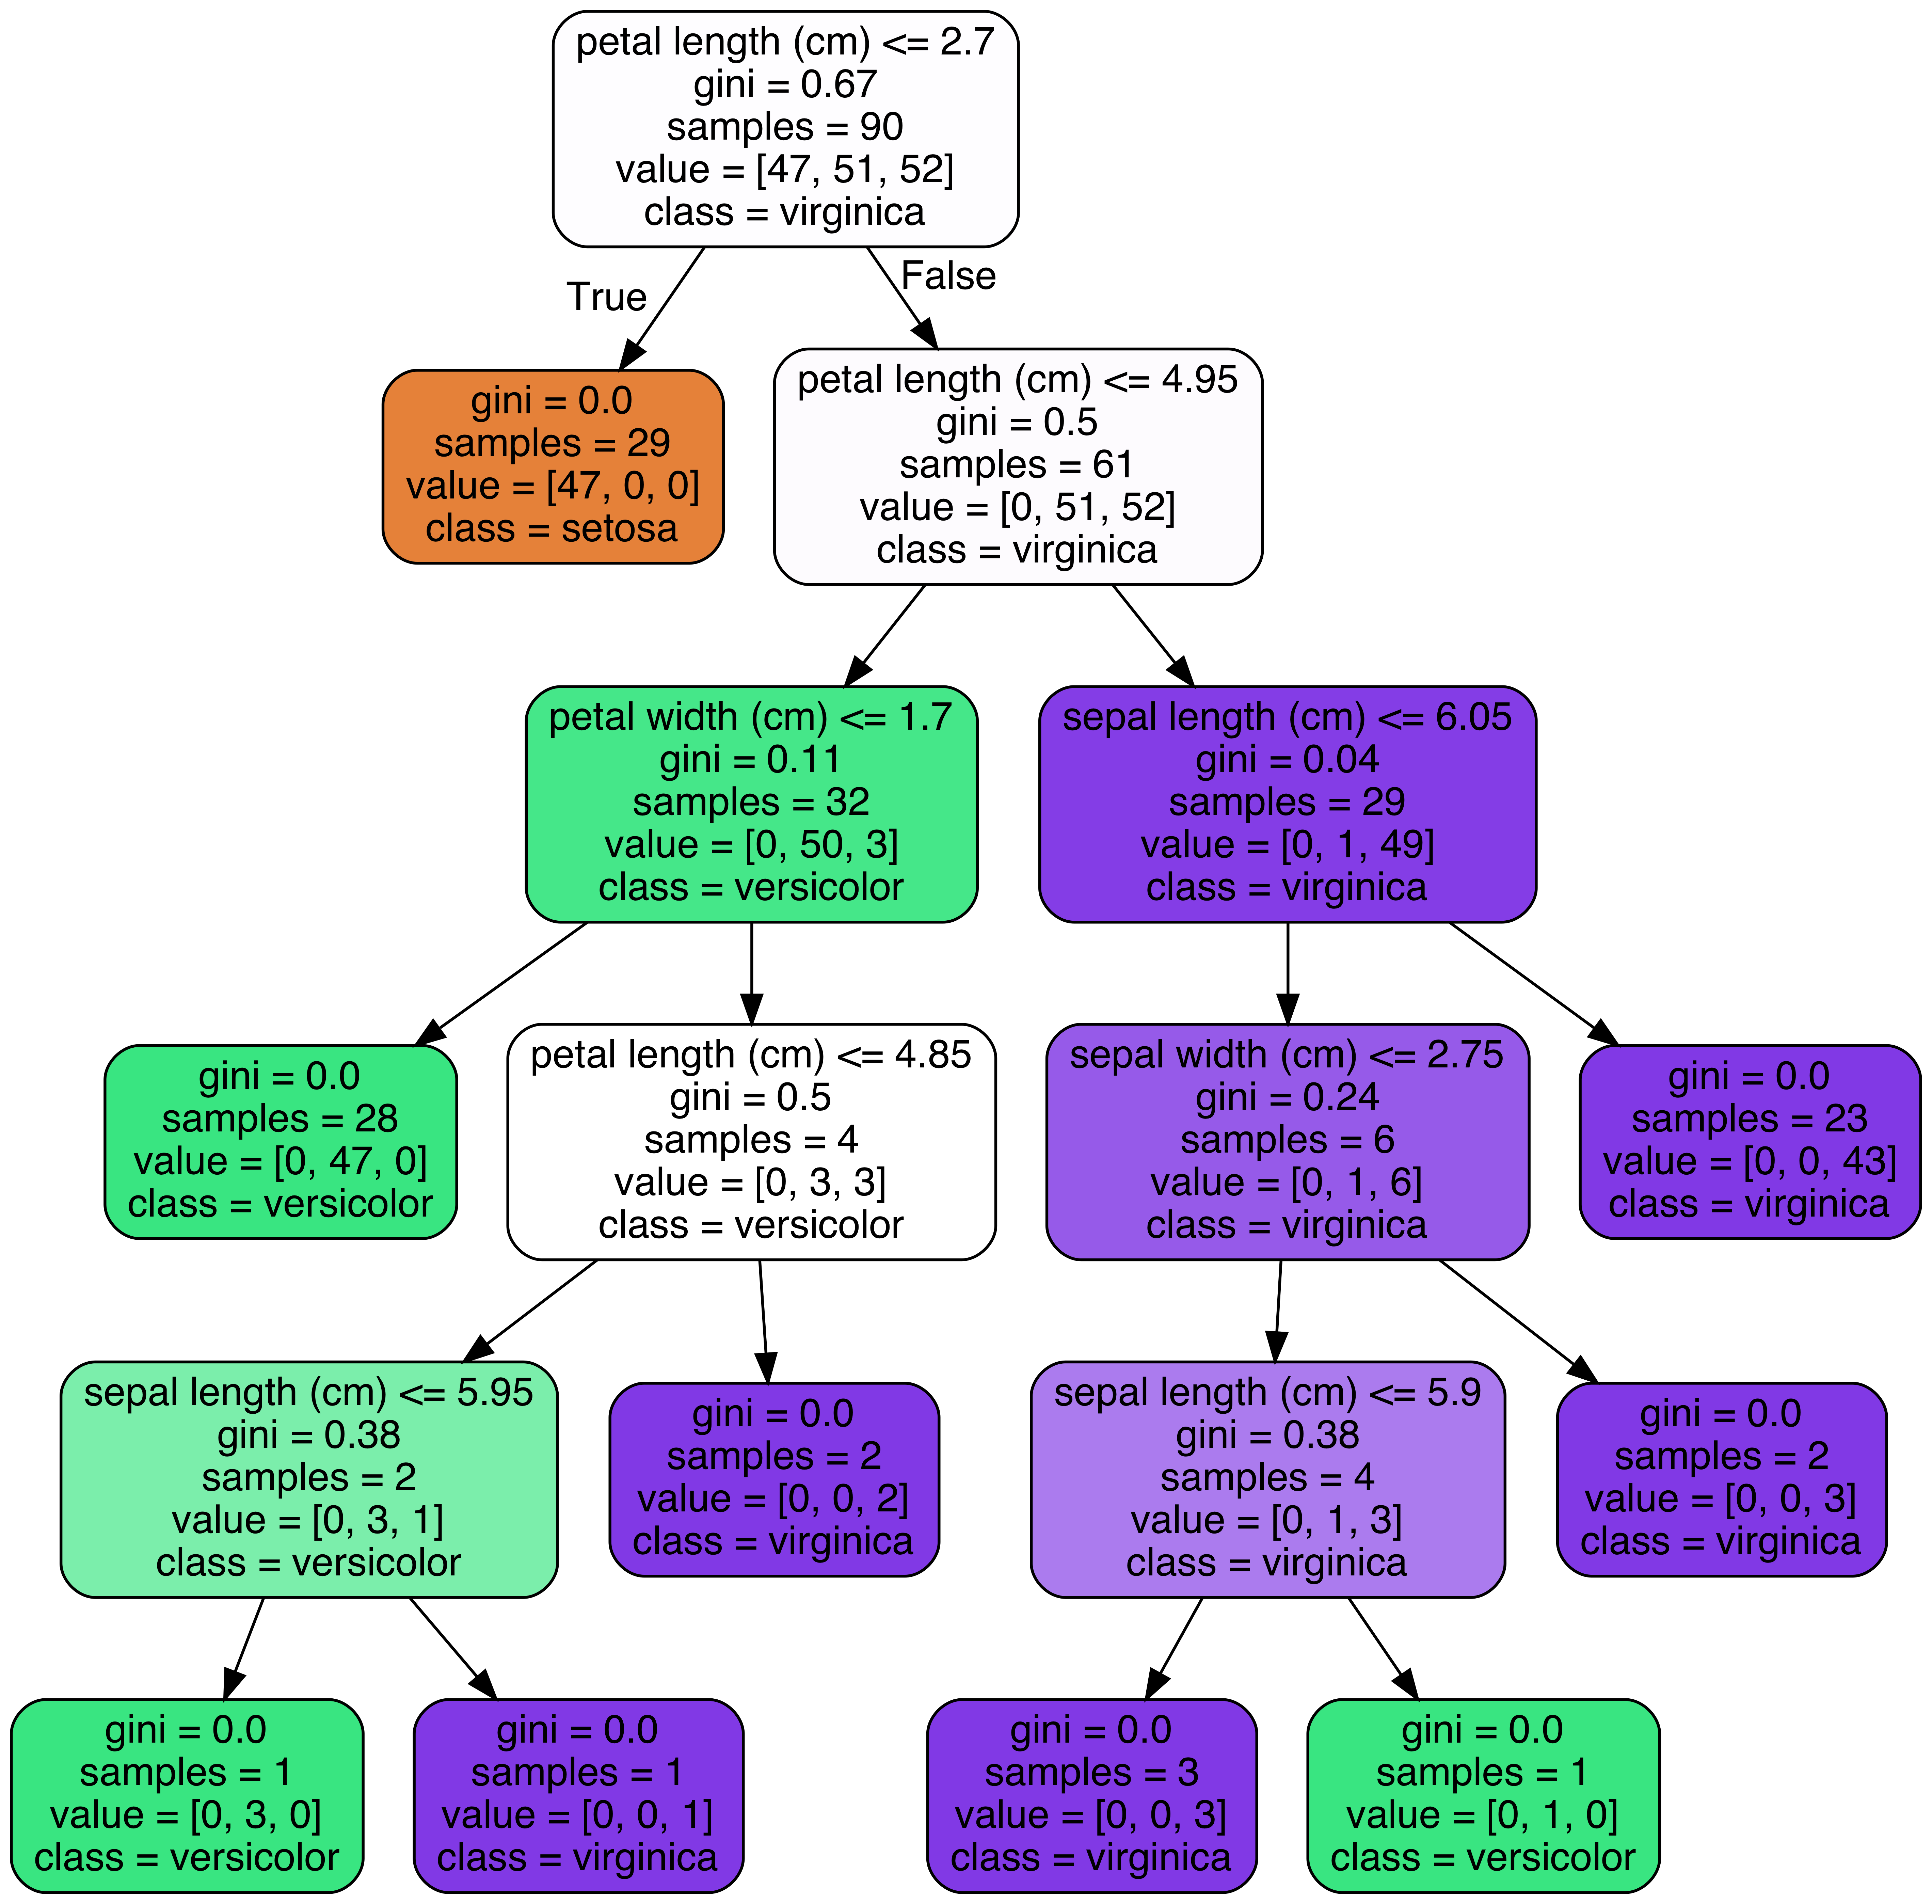 petal length (cm) <= 2.7
gini = 0.67
samples = 90
value = [47, 51, 52]
class = virginica
True
False
gini = 0.0
samples = 29
value = [47, 0, 0]
class = setosa
petal length (cm) <= 4.95
gini = 0.5
samples = 61
value = [0, 51, 52]
class = virginica
petal width (cm) <= 1.7
gini = 0.11
samples = 32
value = [0, 50, 3]
class = versicolor
sepal length (cm) <= 6.05
gini = 0.04
samples = 29
value = [0, 1, 49]
class = virginica
gini = 0.0
samples = 28
value = [0, 47, 0]
class = versicolor
petal length (cm) <= 4.85
gini = 0.5
samples = 4
value = [0, 3, 3]
class = versicolor
sepal width (cm) <= 2.75
gini = 0.24
samples = 6
value = [0, 1, 6]
class = virginica
gini = 0.0
samples = 23
value = [0, 0, 43]
class = virginica
sepal length (cm) <= 5.95
gini = 0.38
samples = 2
value = [0, 3, 1]
class = versicolor
gini = 0.0
samples = 2
value = [0, 0, 2]
class = virginica
sepal length (cm) <= 5.9
gini = 0.38
samples = 4
value = [0, 1, 3]
class = virginica
gini = 0.0
samples = 2
value = [0, 0, 3]
class = virginica
gini = 0.0
samples = 1
value = [0, 3, 0]
class = versicolor
gini = 0.0
samples = 1
value = [0, 0, 1]
class = virginica
gini = 0.0
samples = 3
value = [0, 0, 3]
class = virginica
gini = 0.0
samples = 1
value = [0, 1, 0]
class = versicolor